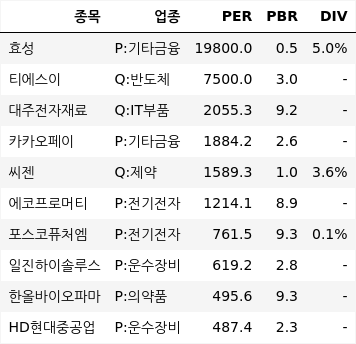 종목 업종 PER PBR DIV
효성 P:기타금융 19800.0 0.5 5.0%
티에스이 Q:반도체 7500.0 3.0 -
대주전자재료 Q:IT부품 2055.3 9.2 -
카카오페이 P:기타금융 1884.2 2.6 -
씨젠 Q:제약 1589.3 1.0 3.6%
에코프로머티 P:전기전자 1214.1 8.9 -
포스코퓨처엠 P:전기전자 761.5 9.3 0.1%
일진하이솔루스 P:운수장비 619.2 2.8 -
한올바이오파마 P:의약품 495.6 9.3 -
HD현대중공업 P:운수장비 487.4 2.3 -